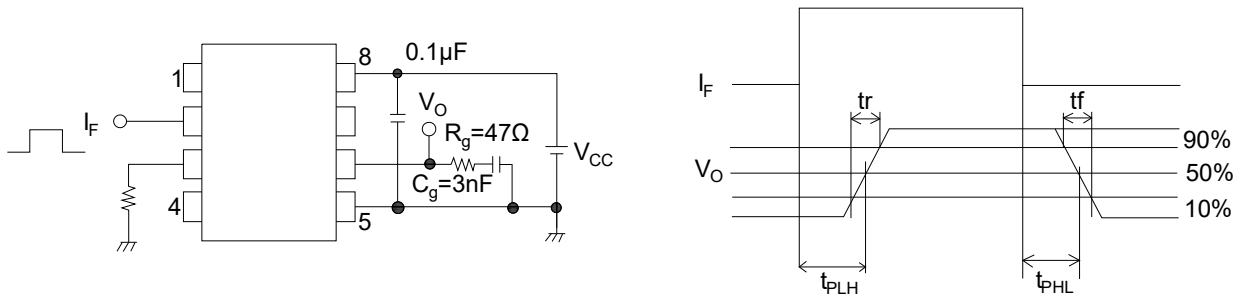 1
8
0.1µF
I_F
V_O
R_g=47Ω
C_g=3nF
V_CC
4
5
I_F
tr
tf
90%
V_O
50%
10%
t_PLH
t_PHL